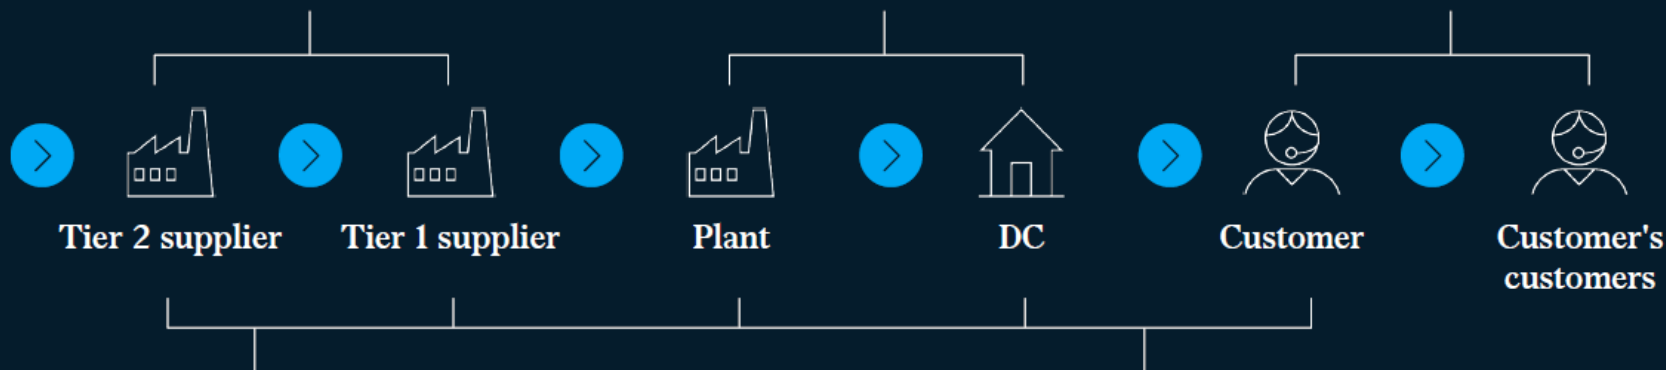 Tier 2 supplier
Tier 1 supplier
Plant
DC
Customer
Customer's
customers